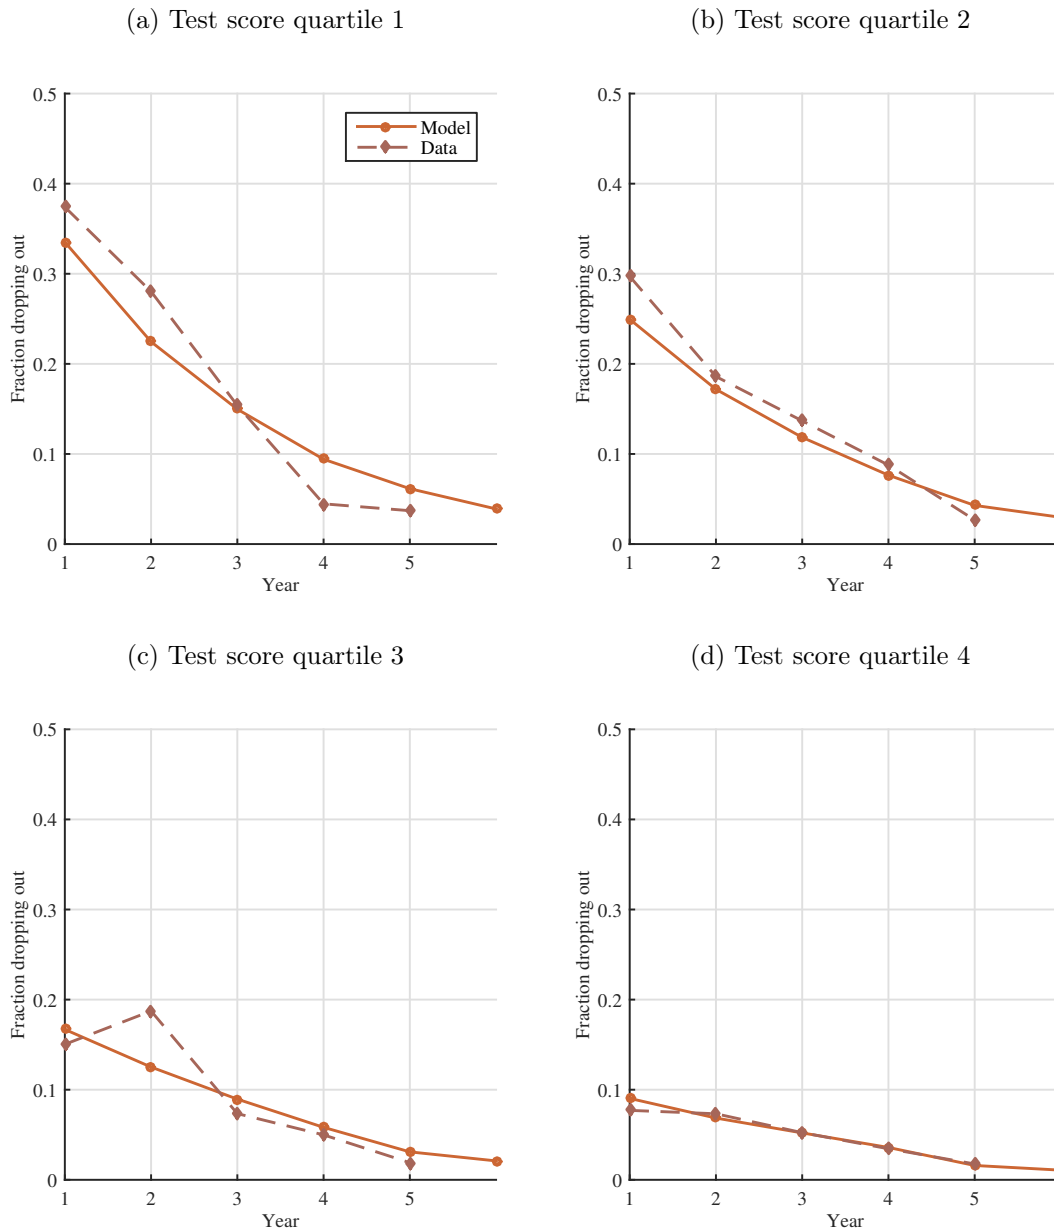 (a) Test score quartile 1
0.5
0.4
0.3
0.2
0.1
0
Fraction dropping out
Model
Data
1 2 3 4 5
Year
(b) Test score quartile 2
0.5
0.4
0.3
0.2
0.1
0
Fraction dropping out
1 2 3 4 5
Year
(c) Test score quartile 3
0.5
0.4
0.3
0.2
0.1
0
Fraction dropping out
1 2 3 4 5
Year
(d) Test score quartile 4
0.5
0.4
0.3
0.2
0.1
0
Fraction dropping out
1 2 3 4 5
Year